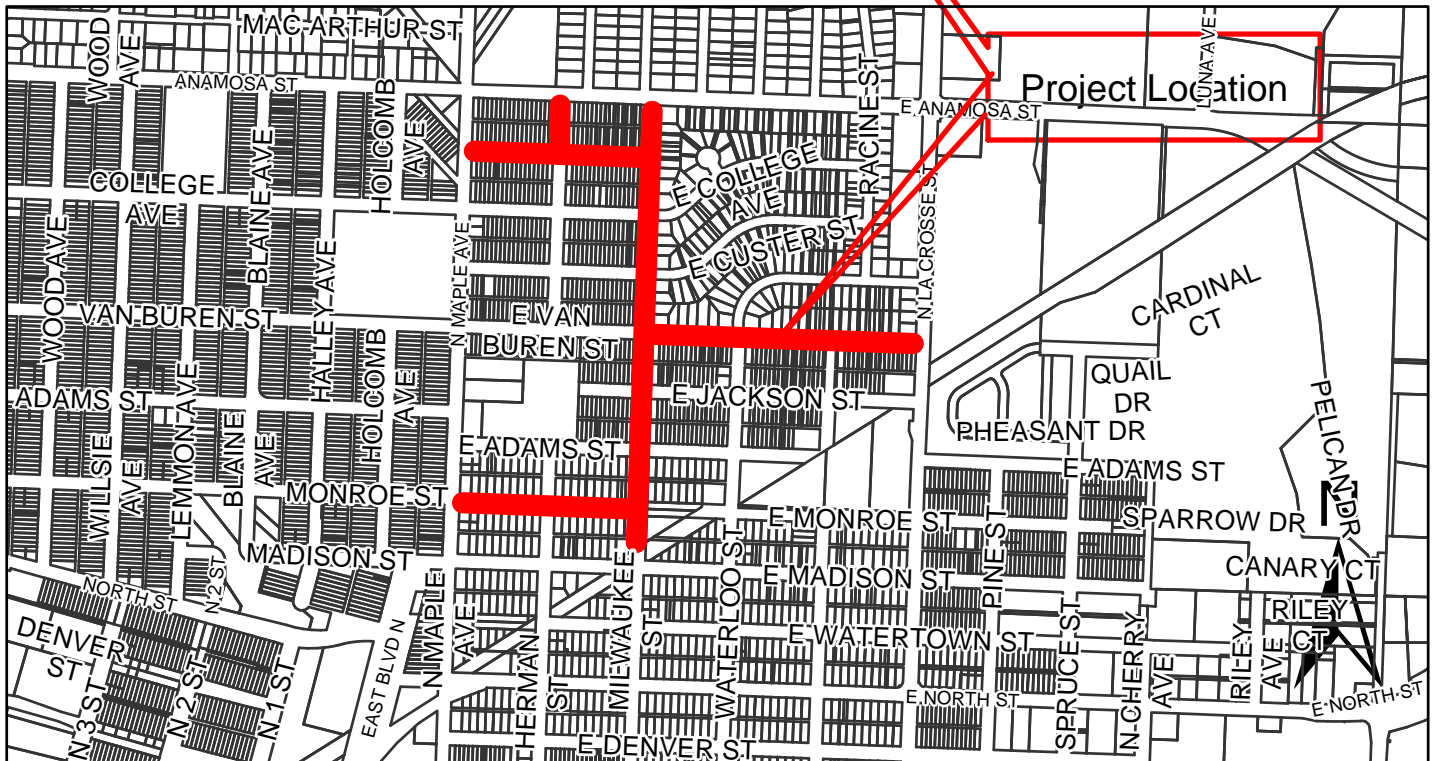 MAC ARTHUR ST
WOOD
AVE
ANAMOSA ST
HOLCOMB
AVE
BLAINE AVE
COLLEGE
AVE
WOOD AVE
HALLEY AVE
VAN BUREN ST
N MAPLE AVE
E VAN
BUREN ST
E COLLEGE
AVE
E CUSTER ST
RACINE ST
E ANAMOSA ST
Project Location
LUNA AVE
N LACROSSE ST
CARDINAL
CT
QUAIL
DR
PHEASANT DR
PELICAN DR
N
ADAMS ST
HOLCOMB
AVE
E JACKSON ST
E ADAMS ST
E ADAMS ST
WILLSIE
AVE
LEMMON AVE
BLAINE
AVE
MONROE ST
E MONROE ST
PINE ST
SPARROW DR
MADISON ST
E MADISON ST
CANARY CT
NORTH ST
N 2 ST
RILEY
CT
DENVER
ST
N MAPLE
AVE
HERMAN
ST
MILWAUKEE
ST
WATERLOO ST
E WATERTOWN ST
SPRUCE ST
N CHERRY
AVE
RILEY
AVE
N 3 ST
N 2 ST
N 1 ST
EAST BLVD N
E NORTH ST
E NORTH ST
E DENVER ST